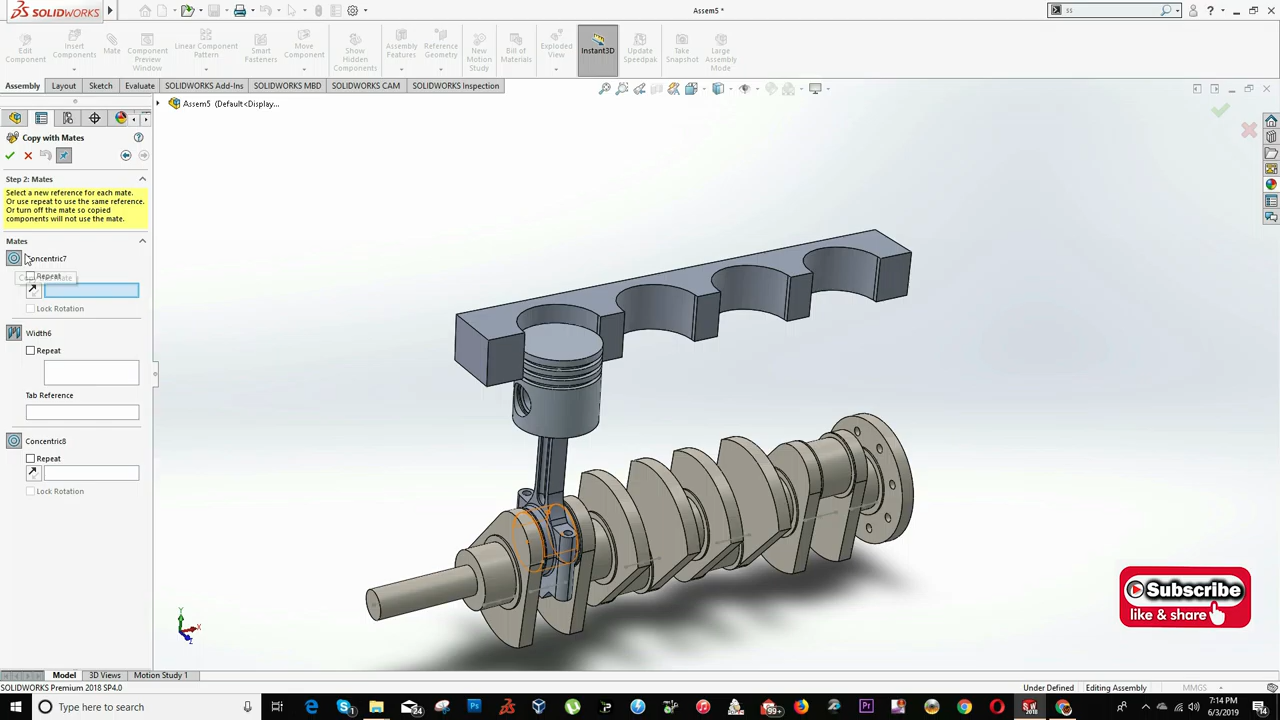 SOLIDWORKS
Assem5 *
ss
Edit Component
Insert Components
Mate
Component Preview Window
Linear Component Pattern
Smart Fasteners
Move Component
Show Hidden Components
Assembly Features
Reference Geometry
New Motion Study
Bill of Materials
Exploded View
Instant3D
Update Speedpak
Take Snapshot
Large Assembly Mode
Assembly Layout Sketch Evaluate SOLIDWORKS Add-Ins SOLIDWORKS MBD SOLIDWORKS CAM SOLIDWORKS Inspection
Assem5 (Default<Display...
Copy with Mates
Step 2: Mates
Select a new reference for each mate.
Or use repeat to use the same reference.
Or turn off the mate so copied
components will not use the mate.
Mates
Concentric7
Repeat
Lock Rotation
Width6
Repeat
Tab Reference
Concentric8
Repeat
Lock Rotation
Y
X
Z
Subscribe
like & share
Model 3D Views Motion Study 1
SOLIDWORKS Premium 2018 SP4.0
Under Defined Editing Assembly MMGS
Type here to search
24
99+
7:14 PM
6/3/2019